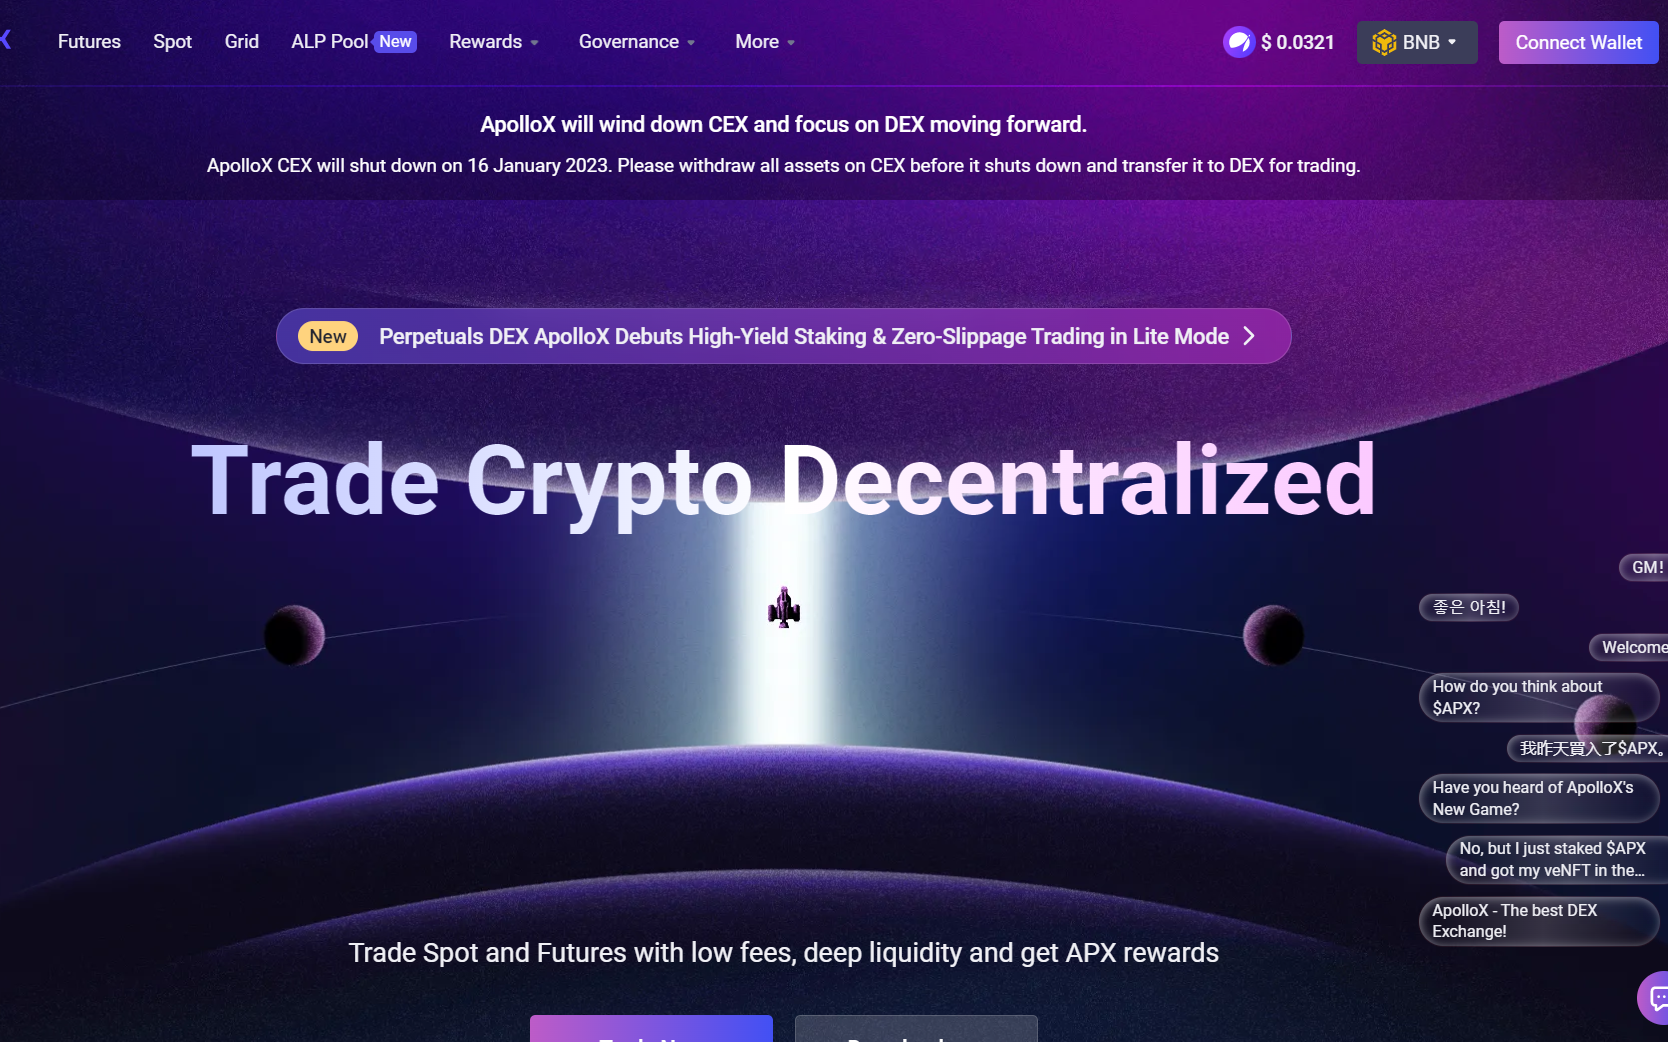 Futures Spot Grid ALP Pool New Rewards Governance More $ 0.0321 BNB Connect Wallet
ApolloX will wind down CEX and focus on DEX moving forward.
ApolloX CEX will shut down on 16 January 2023. Please withdraw all assets on CEX before it shuts down and transfer it to DEX for trading.
New Perpetuals DEX ApolloX Debuts High-Yield Staking & Zero-Slippage Trading in Lite Mode
Trade Crypto Decentralized
GM!
좋은 아침!
Welcome
How do you think about
$APX?
我昨天買入了$APX。
Have you heard of ApolloX's
New Game?
No, but I just staked $APX
and got my veNFT in the...
ApolloX - The best DEX
Exchange!
Trade Spot and Futures with low fees, deep liquidity and get APX rewards